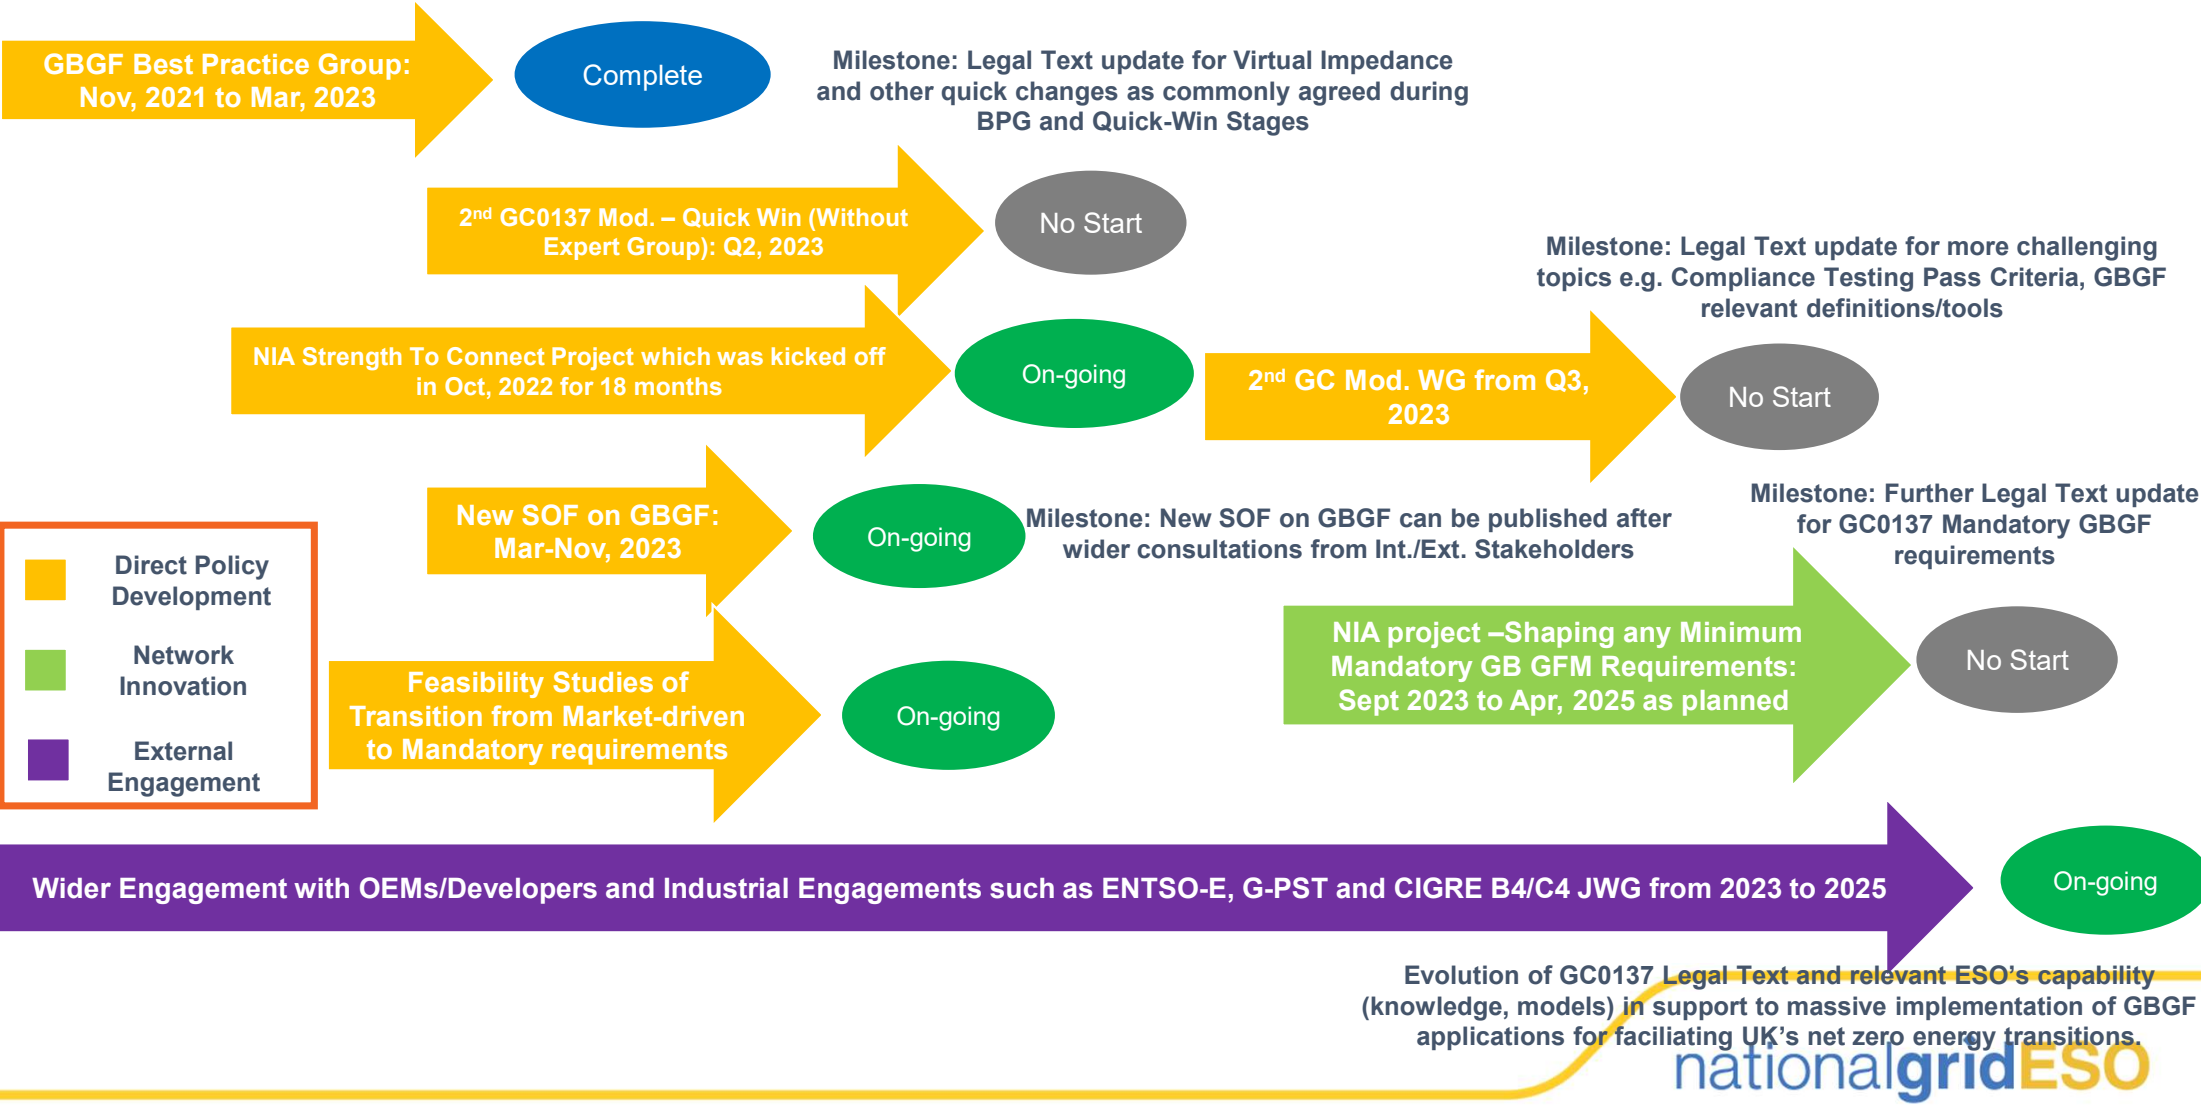 GBGF Best Practice Group:
Nov, 2021 to Mar, 2023
Complete
Milestone: Legal Text update for Virtual Impedance
and other quick changes as commonly agreed during
BPG and Quick-Win Stages
2nd GC0137 Mod. – Quick Win (Without
Expert Group): Q2, 2023
No Start
Milestone: Legal Text update for more challenging
topics e.g. Compliance Testing Pass Criteria, GBGF
relevant definitions/tools
NIA Strength To Connect Project which was kicked off
in Oct, 2022 for 18 months
On-going
2nd GC Mod. WG from Q3,
2023
No Start
New SOF on GBGF:
Mar-Nov, 2023
On-going
Milestone: New SOF on GBGF can be published after
wider consultations from Int./Ext. Stakeholders
Milestone: Further Legal Text update
for GC0137 Mandatory GBGF
requirements
Direct Policy
Development
Network
Innovation
External
Engagement
Feasibility Studies of
Transition from Market-driven
to Mandatory requirements
On-going
NIA project –Shaping any Minimum
Mandatory GB GFM Requirements:
Sept 2023 to Apr, 2025 as planned
No Start
Wider Engagement with OEMs/Developers and Industrial Engagements such as ENTSO-E, G-PST and CIGRE B4/C4 JWG from 2023 to 2025
On-going
Evolution of GC0137 Legal Text and relevant ESO's capability
(knowledge, models) in support to massive implementation of GBGF
applications for faciliating UK's net zero energy transitions.
nationalgridESO